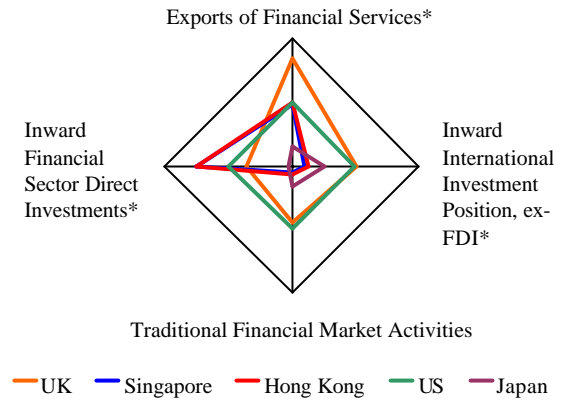 Exports of Financial Services*
Inward
Financial
Sector Direct
Investments*
Inward
International
Investment
Position, ex-
FDI*
Traditional Financial Market Activities
UK Singapore Hong Kong US Japan